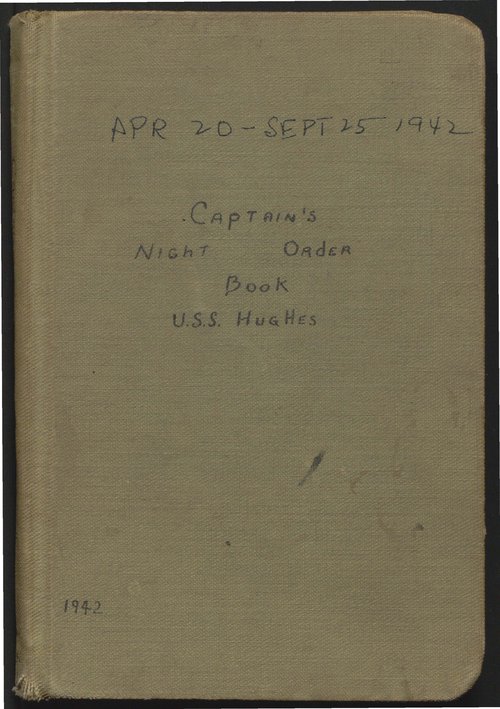 APR 20-SEPT 25 1942
CAPTAIN'S
NIGHT ORDER
BOOK
U.S.S. HUGHES
1942